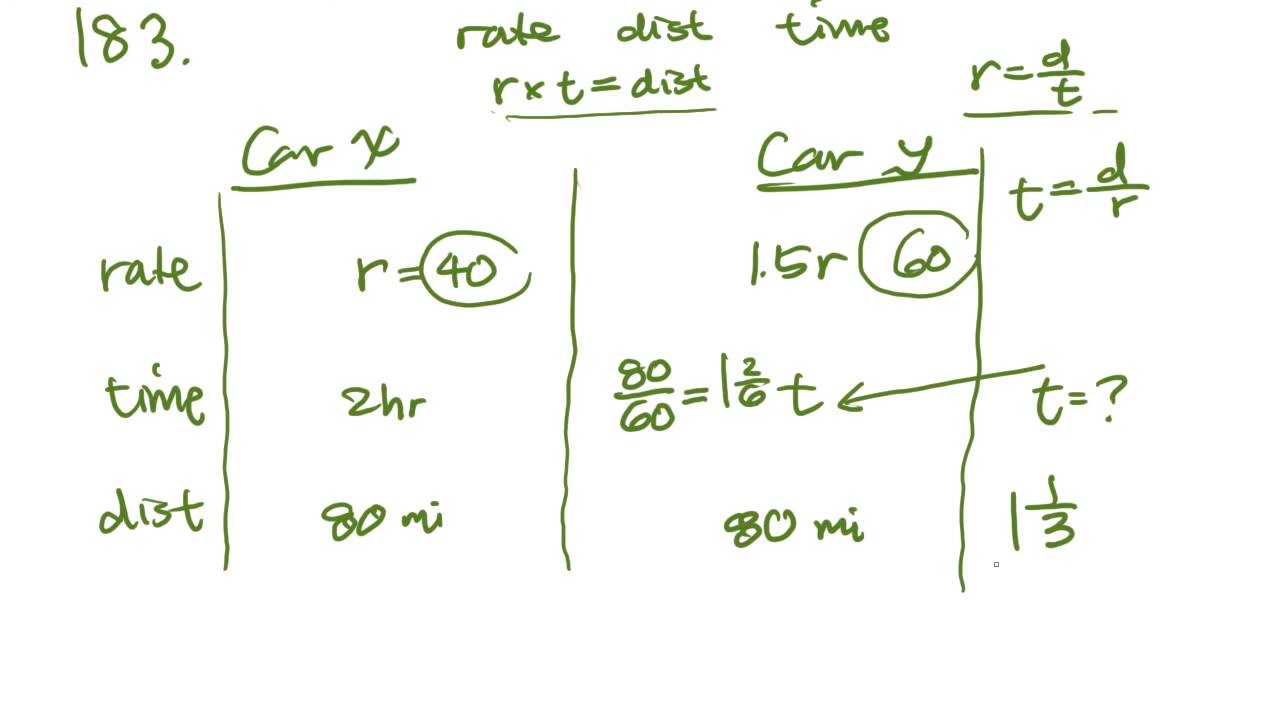 183. rate dist time
r × t = dist
r = d/t
Car x Car y
t = d/r
rate r = 40 1.5r 60
time 2hr 80/60 = 1 2/6 t t = ?
dist 80 mi 80 mi 1 1/3